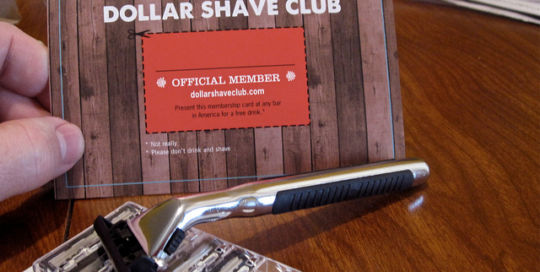 DOLLAR SHAVE CLUB
OFFICIAL MEMBER
dollarshaveclub.com
Present this membership card at any bar
in America for a free drink.*
* Not really.
* Please don't drink and shave